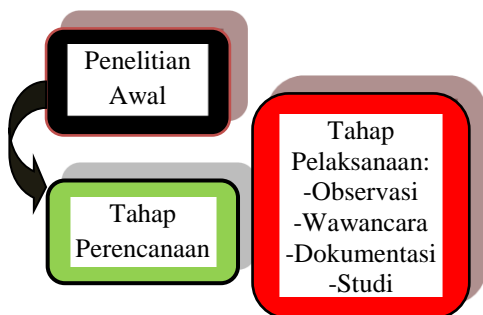 Penelitian
Awal
Tahap
Perencanaan
Tahap
Pelaksanaan:
-Observasi
-Wawancara
-Dokumentasi
-Studi